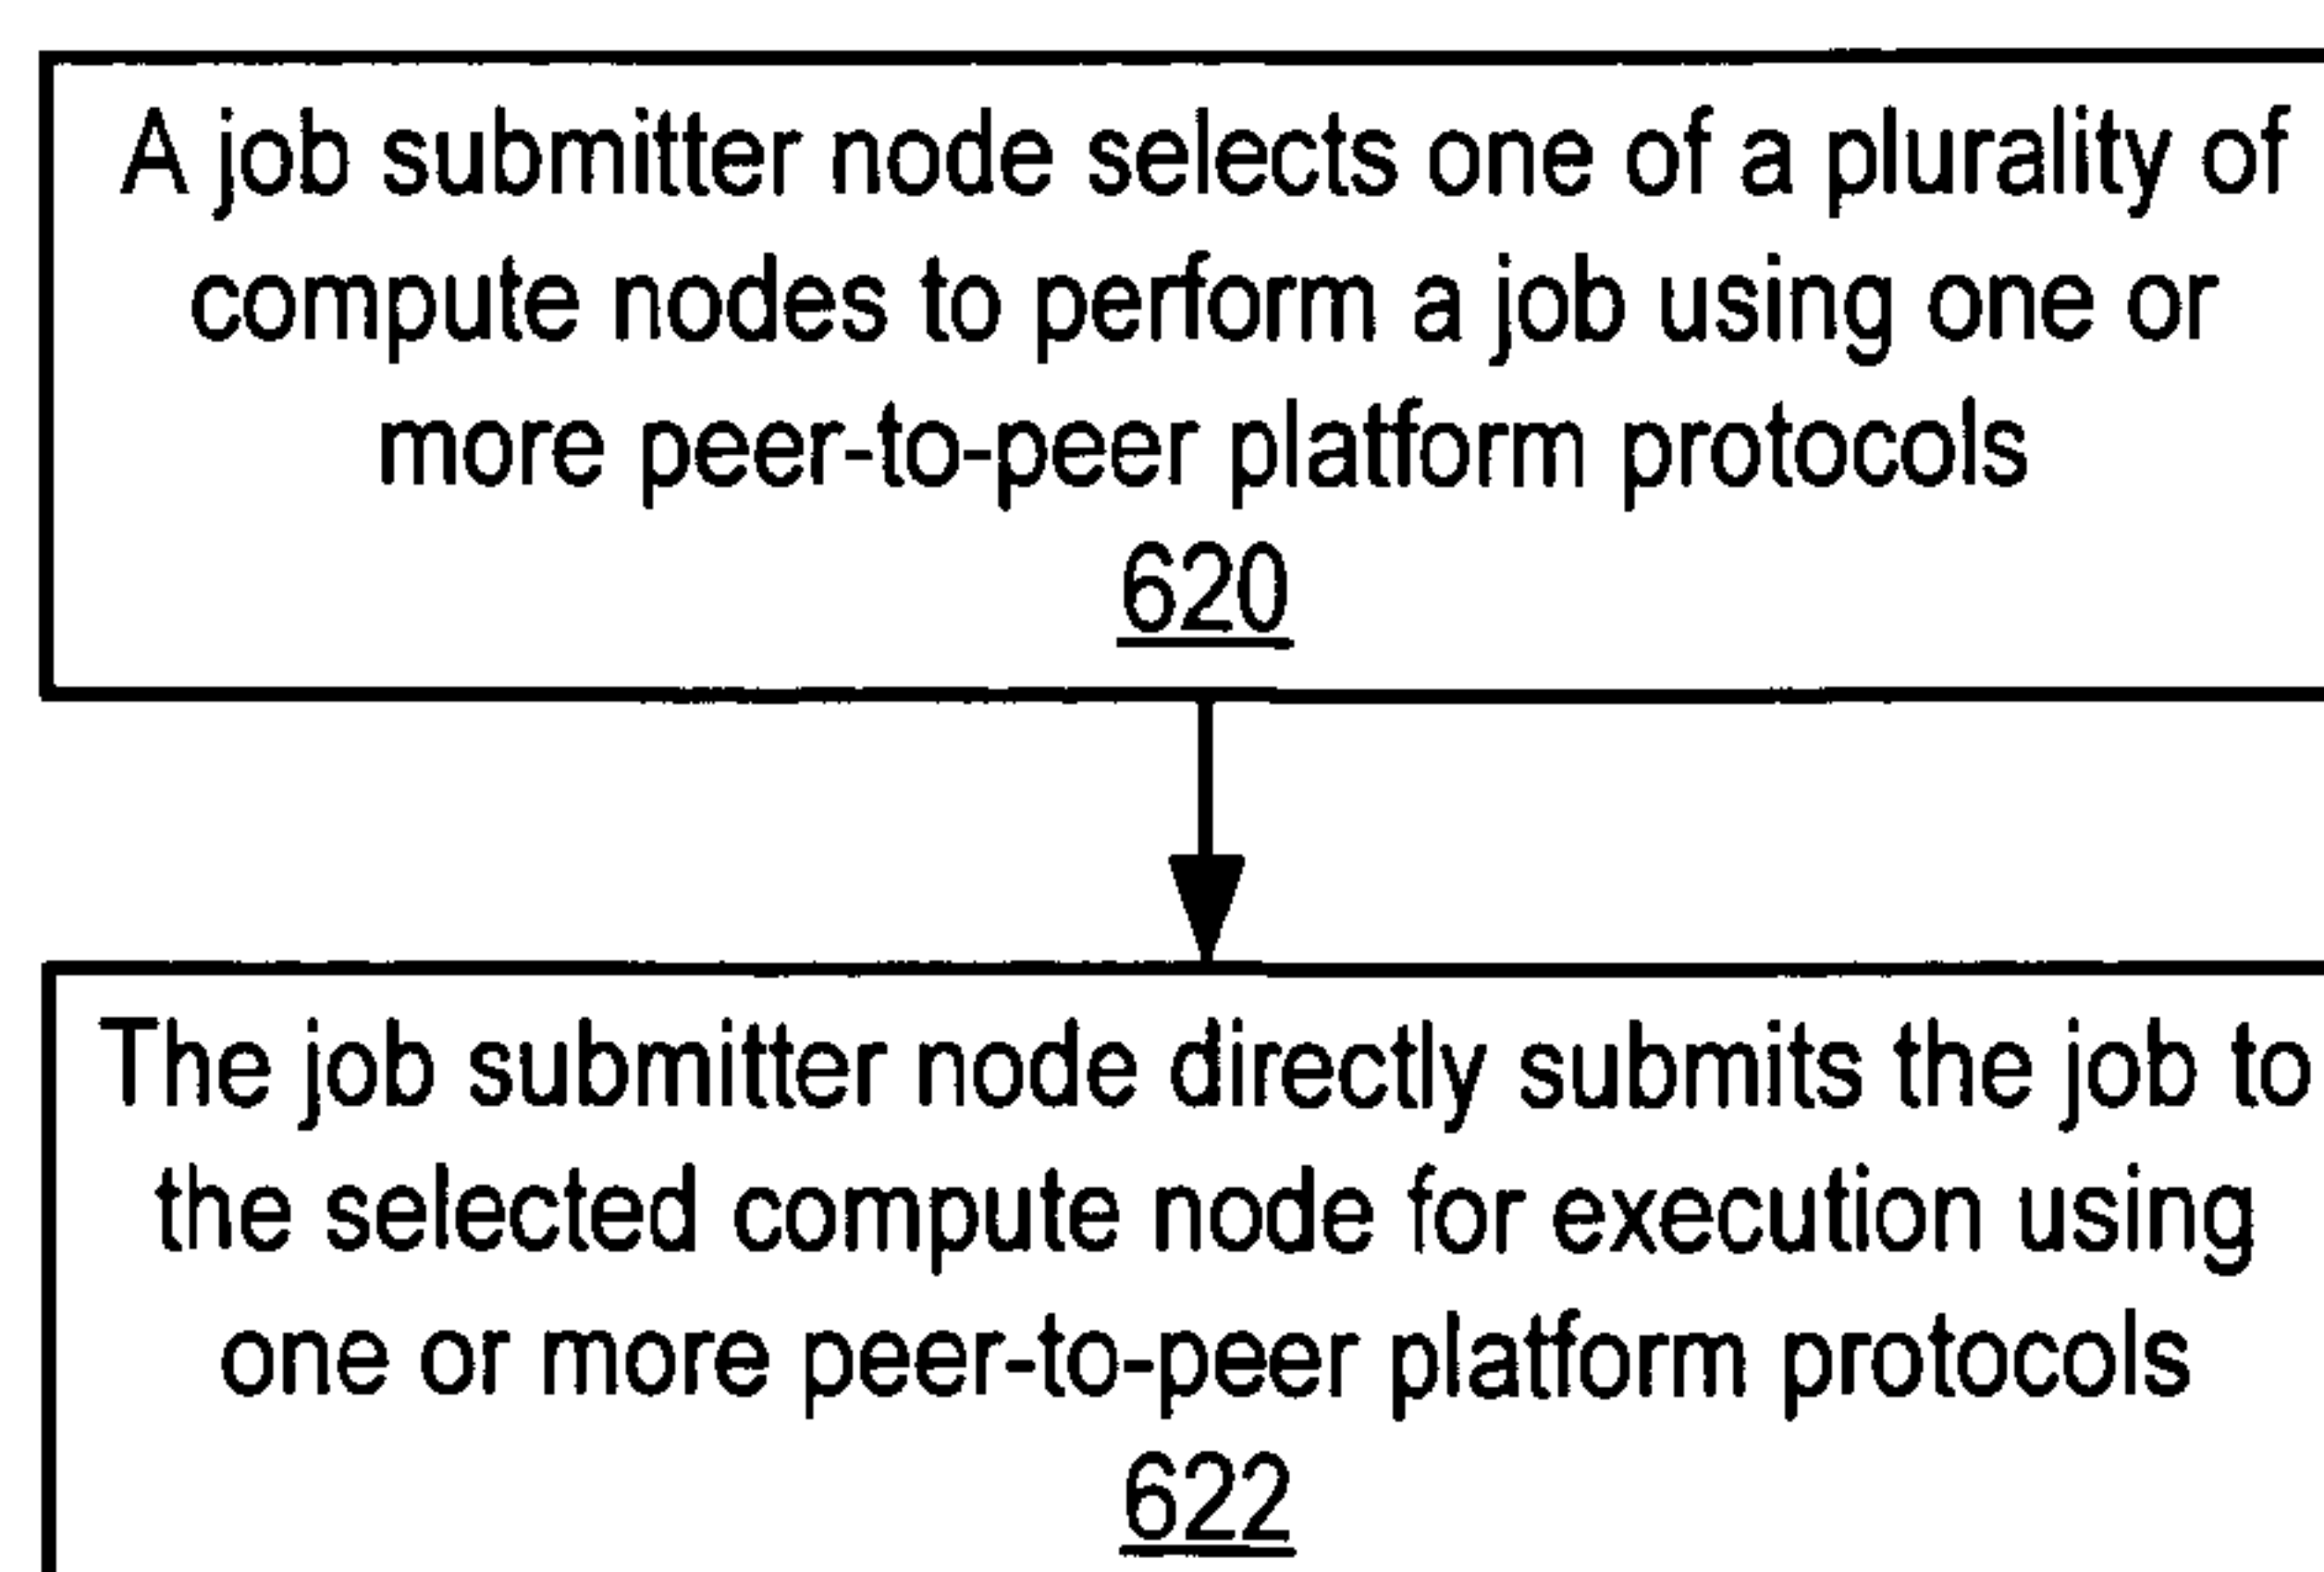 A job submitter node selects one of a plurality of
compute nodes to perform a job using one or
more peer-to-peer platform protocols
620
The job submitter node directly submits the job to
the selected compute node for execution using
one or more peer-to-peer platform protocols
622